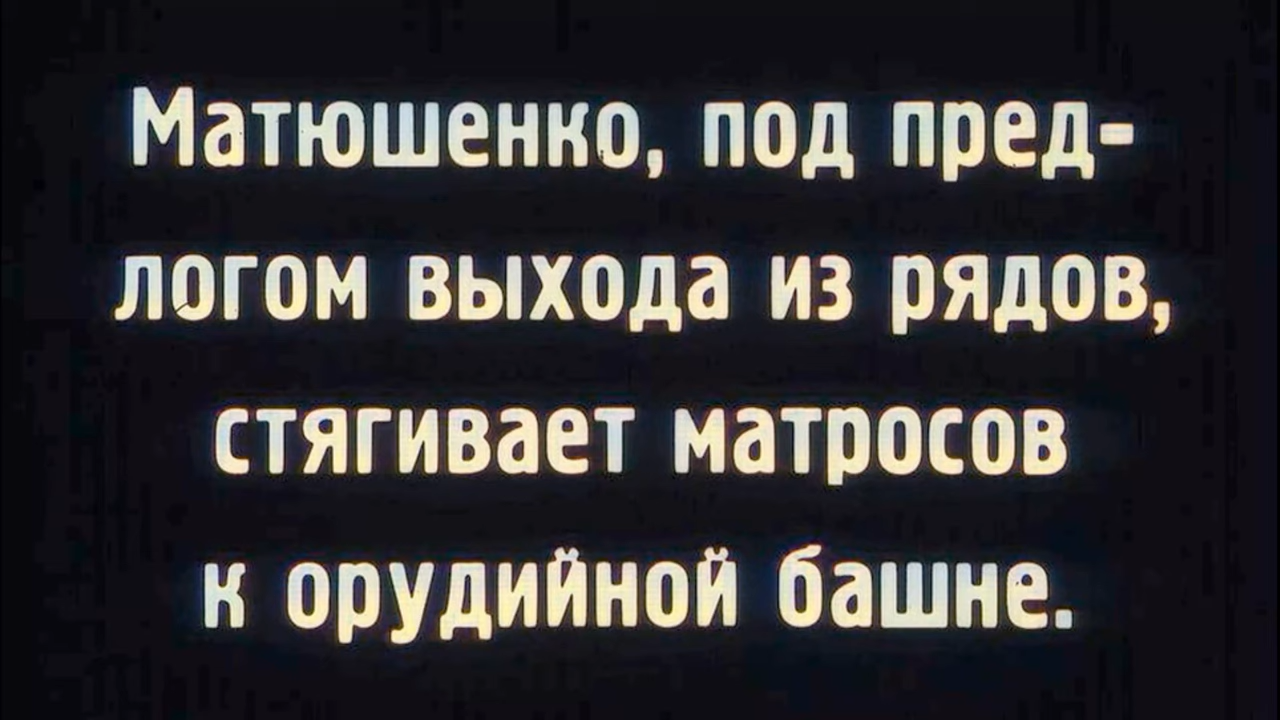 Матюшенко, под пред-
логом выхода из рядов,
стягивает матросов
к орудийной башне.